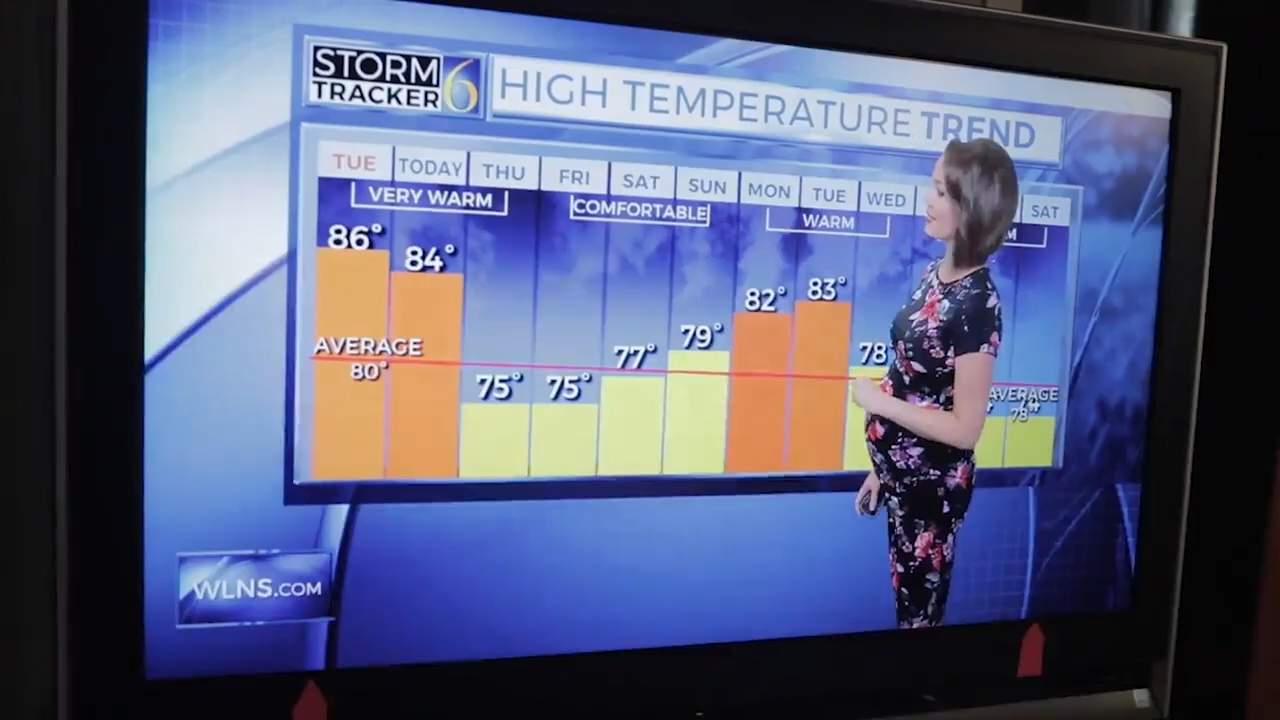 STORM
TRACKER 6
HIGH TEMPERATURE TREND
TUE TODAY THU FRI SAT SUN MON TUE WED SAT
VERY WARM COMFORTABLE WARM M
86° 84° 75° 75° 77° 79° 82° 83° 78
AVERAGE
80°
AVERAGE
78°
WLNS.COM